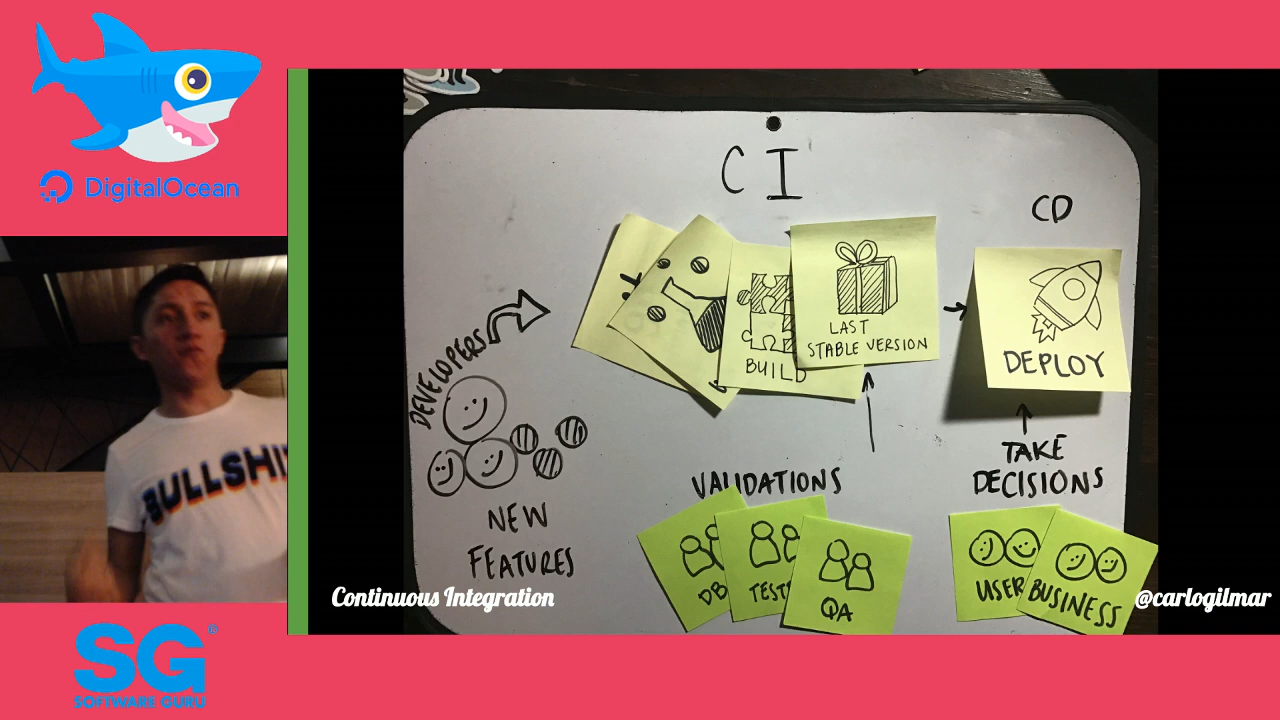 DigitalOcean
BULLSHI
SG
SOFTWARE GURU
CI
CD
DEVELOPERS
NEW
FEATURES
BUILD
LAST
STABLE VERSION
DEPLOY
VALIDATIONS
DB
TEST
QA
TAKE
DECISIONS
USER
BUSINESS
Continuous Integration
@carlogilmar